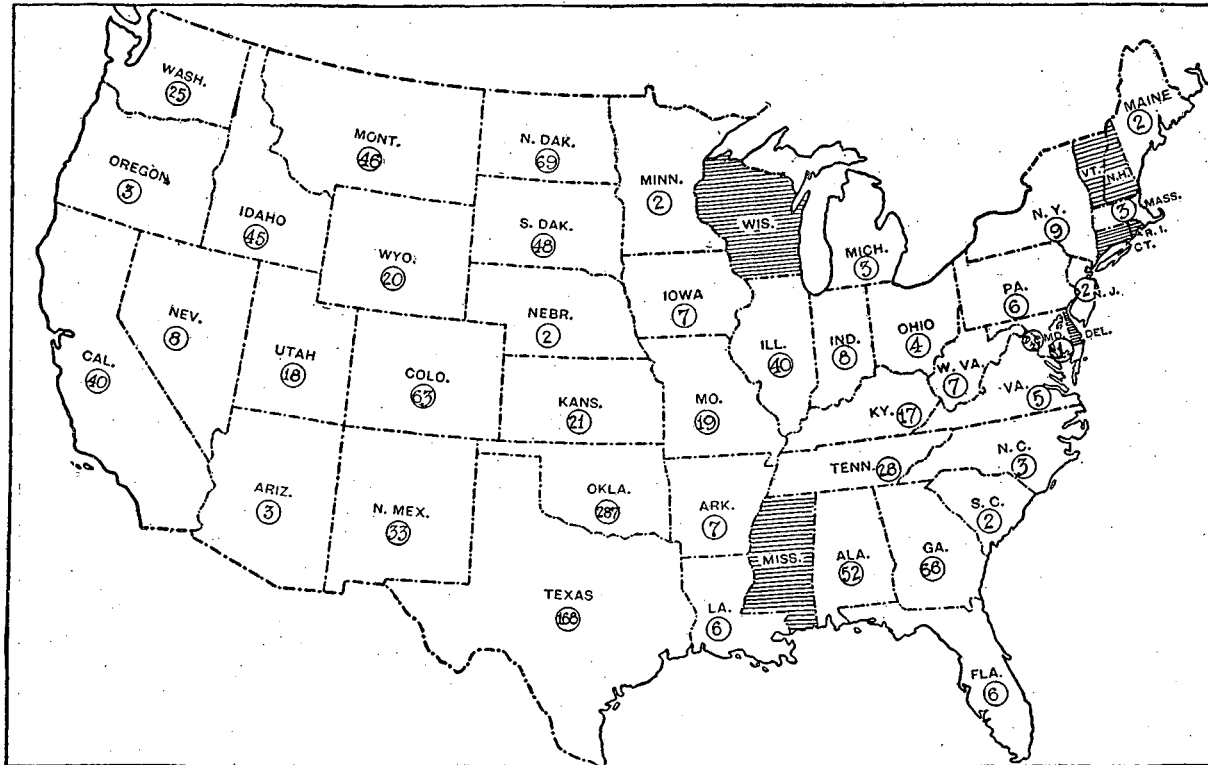 WASH.
25
OREGON
3
CAL.
40
NEV.
8
IDAHO
45
MONT.
46
WYO.
20
UTAH
18
COLO.
63
ARIZ.
3
N. MEX.
33
N. DAK.
69
S. DAK.
48
NEBR.
2
KANS.
21
OKLA.
287
TEXAS
168
MINN.
2
IOWA
7
MO.
19
ARK.
7
LA.
6
WIS.
ILL.
40
MICH.
3
IND.
8
OHIO
4
KY. 17
TENN. 28
MISS.
ALA.
52
GA.
FLA.
6
S. C.
2
N. C.
3
VA.
5
W. VA.
7
PA.
6
N. Y.
9
MD.
DEL.
2 N. J.
CT.
R. I.
3 MASS.
VT.
N.H.
MAINE
2